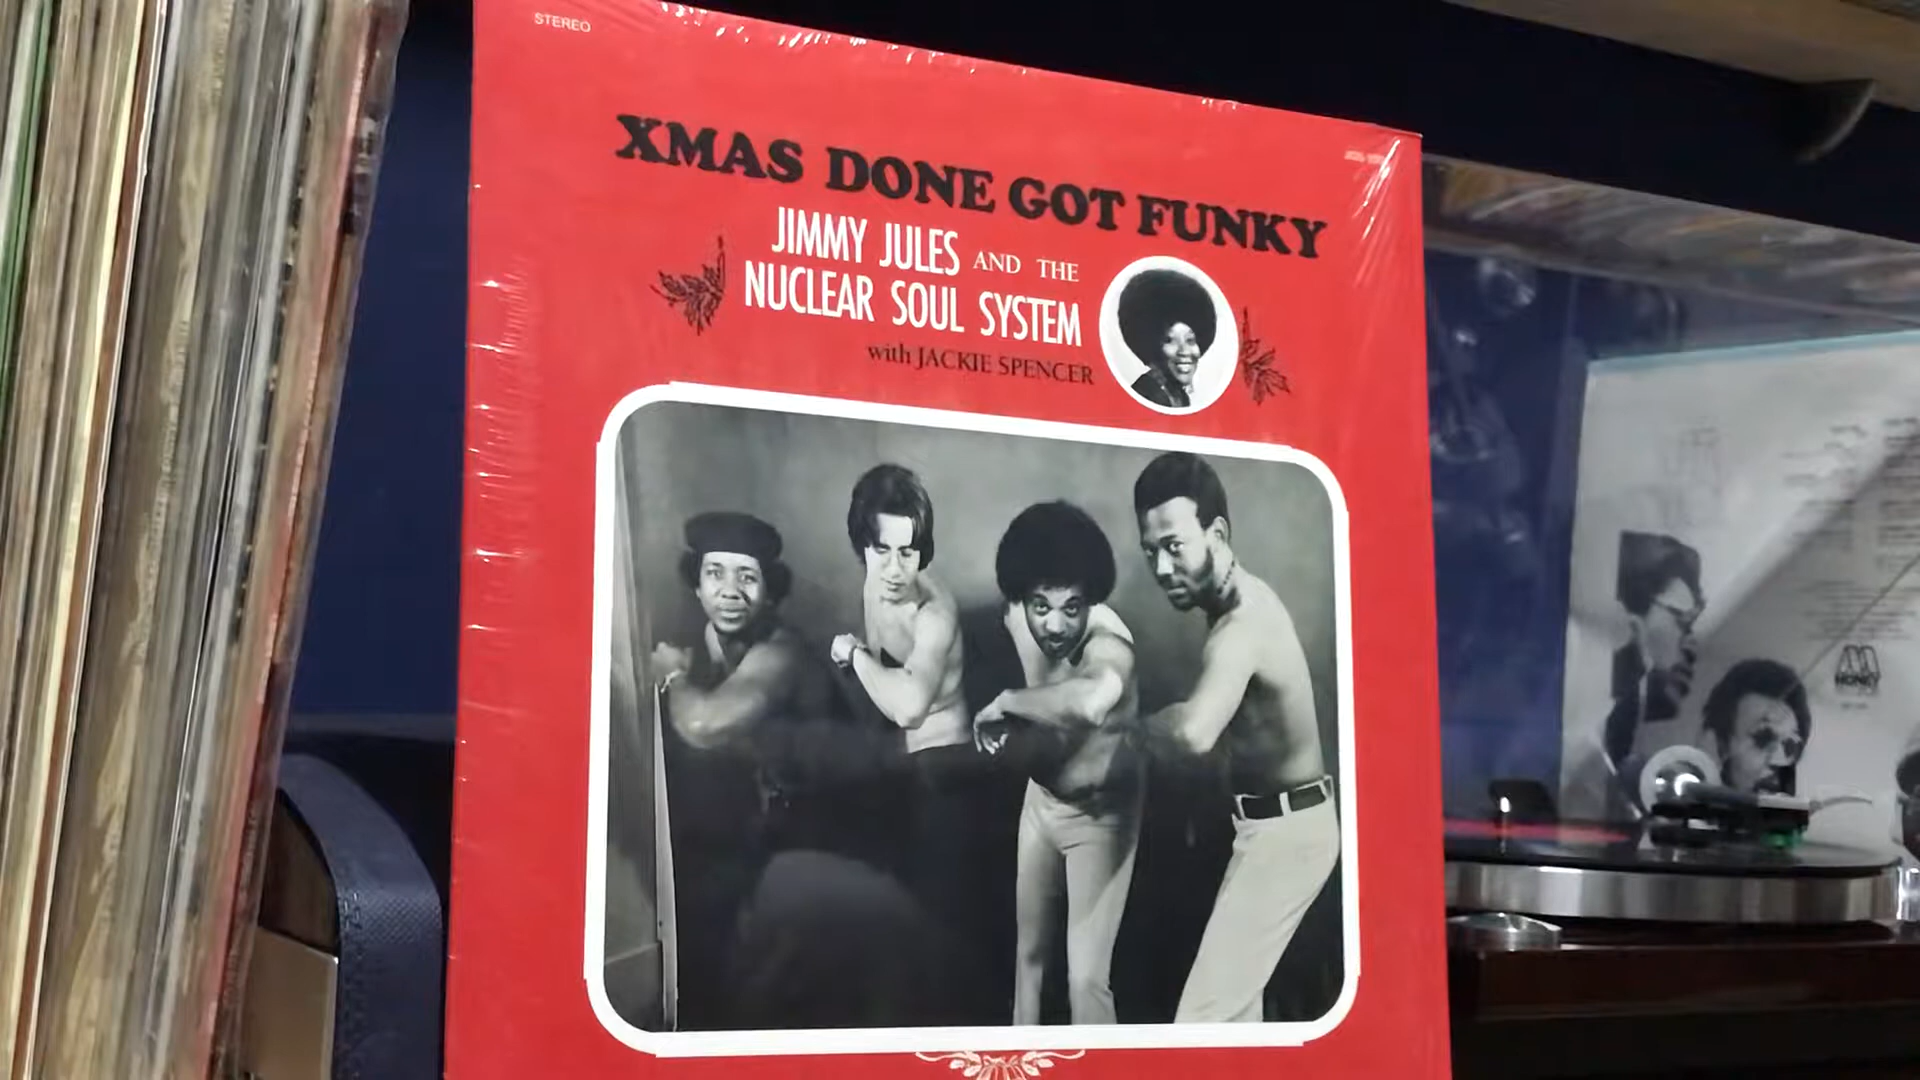 STEREO
XMAS DONE GOT FUNKY
JIMMY JULES AND THE
NUCLEAR SOUL SYSTEM
with JACKIE SPENCER